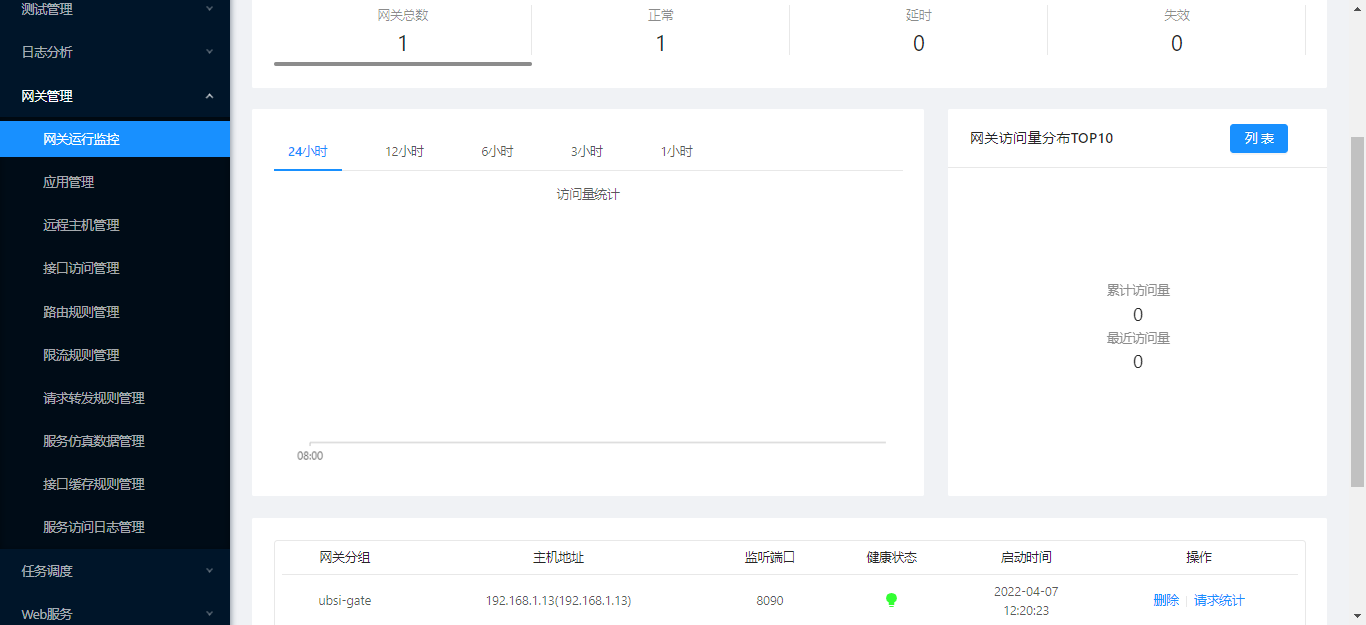 测试管理
日志分析
网关管理
网关运行监控
应用管理
远程主机管理
接口访问管理
路由规则管理
限流规则管理
请求转发规则管理
服务仿真数据管理
接口缓存规则管理
服务访问日志管理
任务调度
Web服务
网关总数 正常 延时 失效
1 1 0 0
24小时 12小时 6小时 3小时 1小时
访问量统计
08:00
网关访问量分布TOP10 列 表
累计访问量
0
最近访问量
0
网关分组 主机地址 监听端口 健康状态 启动时间 操作
ubsi-gate 192.168.1.13(192.168.1.13) 8090 2022-04-07 12:20:23 删除 请求统计